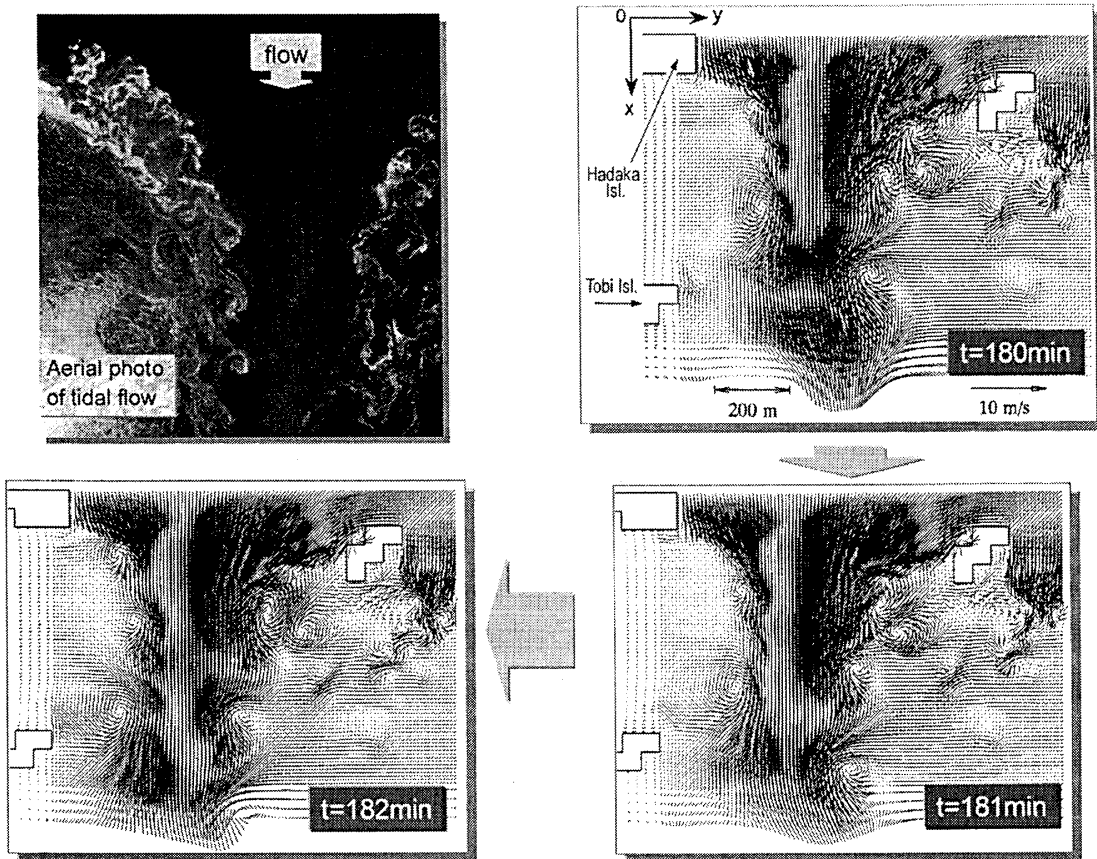 flow
Aerial photo
of tidal flow
0
y
x
Hadaka
Isl.
Tobi Isl.
t=180min
200 m
10 m/s
t=182min
t=181min